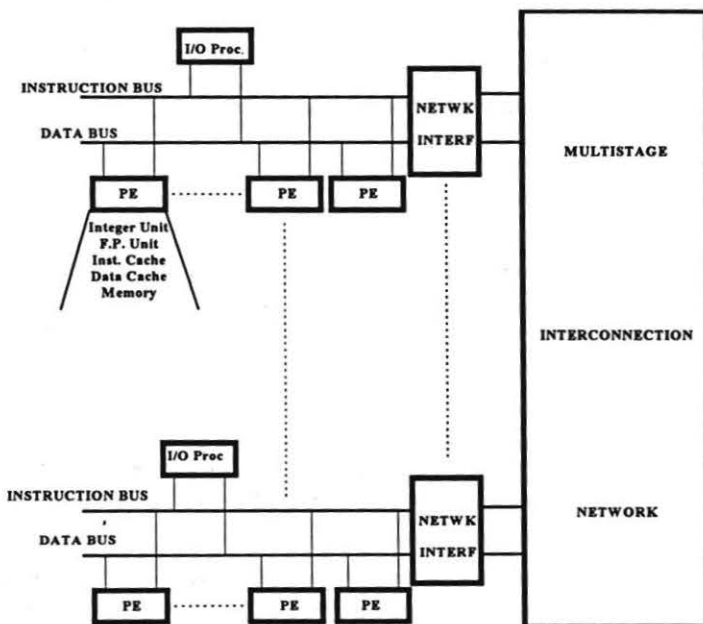 I/O Proc.
INSTRUCTION BUS
NETWK
DATA BUS
INTERF
MULTISTAGE
PE
PE
PE
Integer Unit
F.P. Unit
Inst. Cache
Data Cache
Memory
INTERCONNECTION
I/O Proc
INSTRUCTION BUS
NETWK
NETWORK
DATA BUS
INTERF
PE
PE
PE